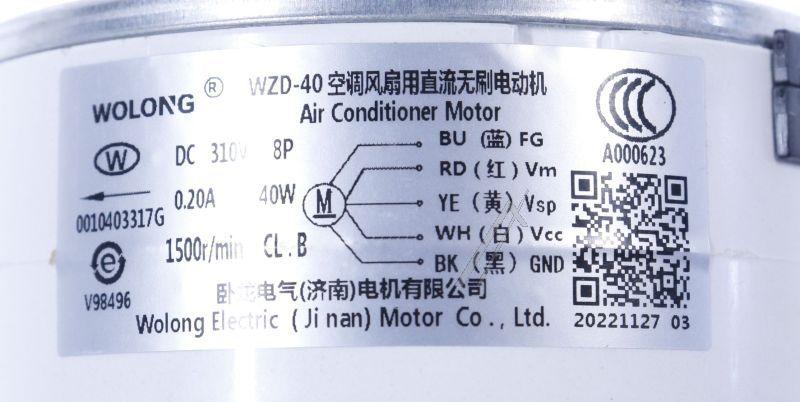 WOLONG ® WZD-40 空调风扇用直流无刷电动机
Air Conditioner Motor
CCC
A000623
W
DC 310V 8P
0.20A 40W
0010403317G
1500r/min CL.B
e
V98496
M
BU (蓝) FG
RD (红) Vm
YE (黄) Vsp
WH (白) Vcc
BK (黑) GND
卧龙电气(济南)电机有限公司
Wolong Electric (Ji nan) Motor Co., Ltd.
20221127 03